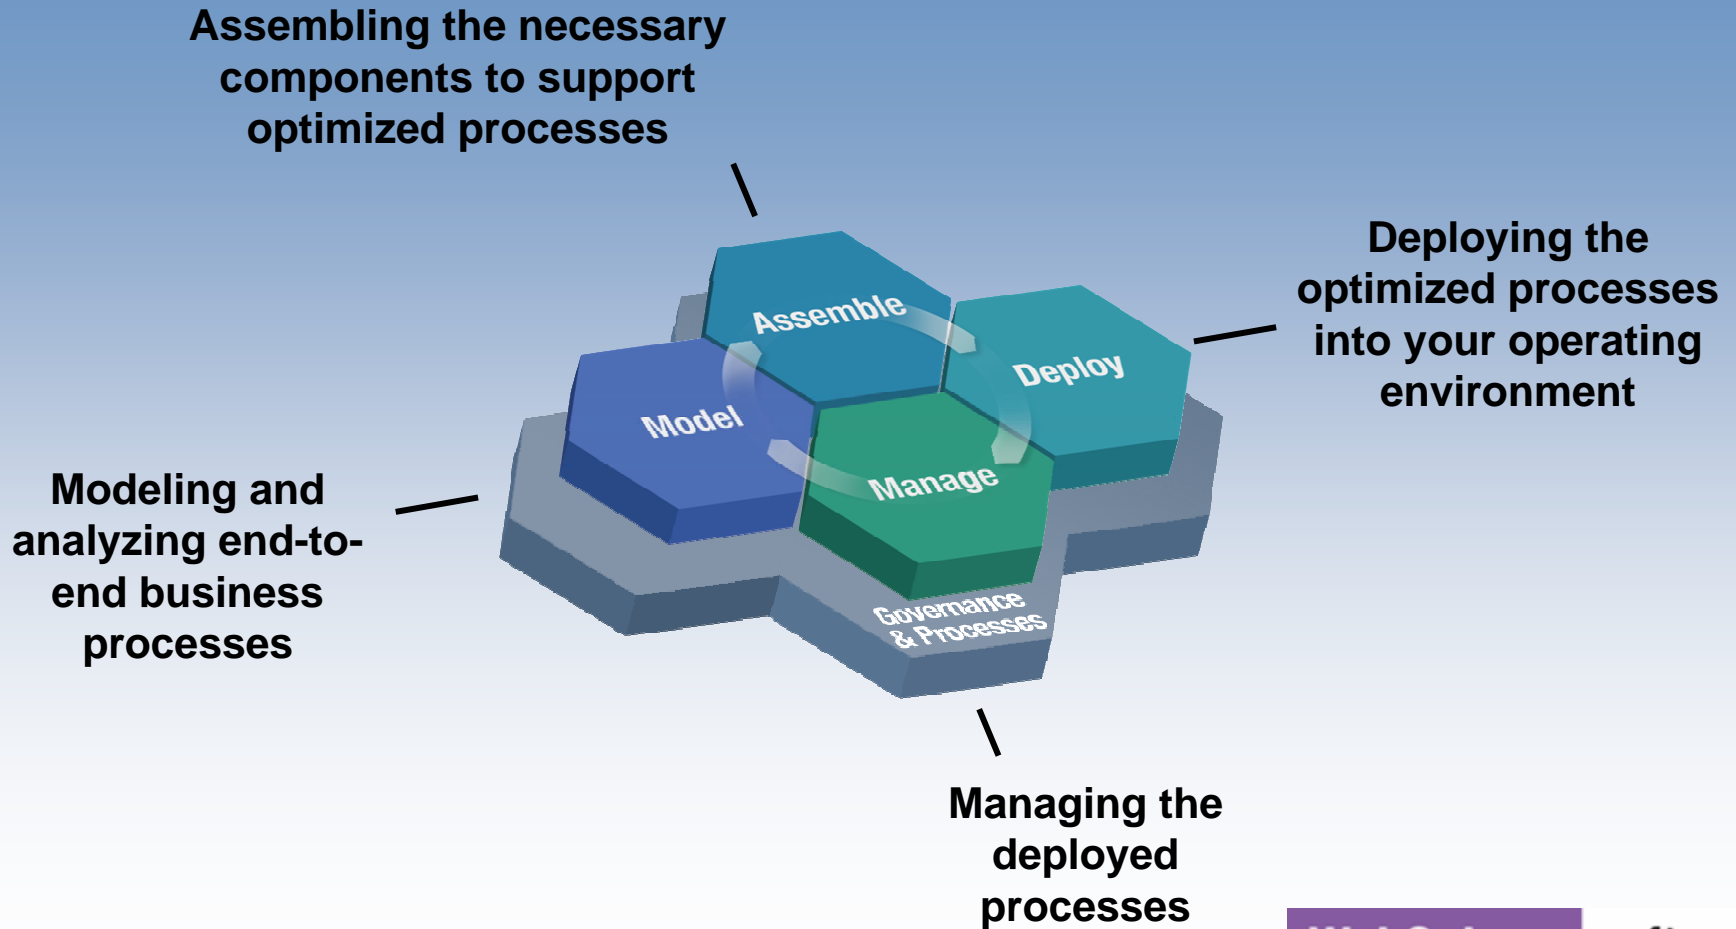 Assembling the necessary
components to support
optimized processes
Deploying the
optimized processes
into your operating
environment
Assemble
Deploy
Model
Manage
Modeling and
analyzing end-to-
end business
processes
Governance
& Processes
Managing the
deployed
processes